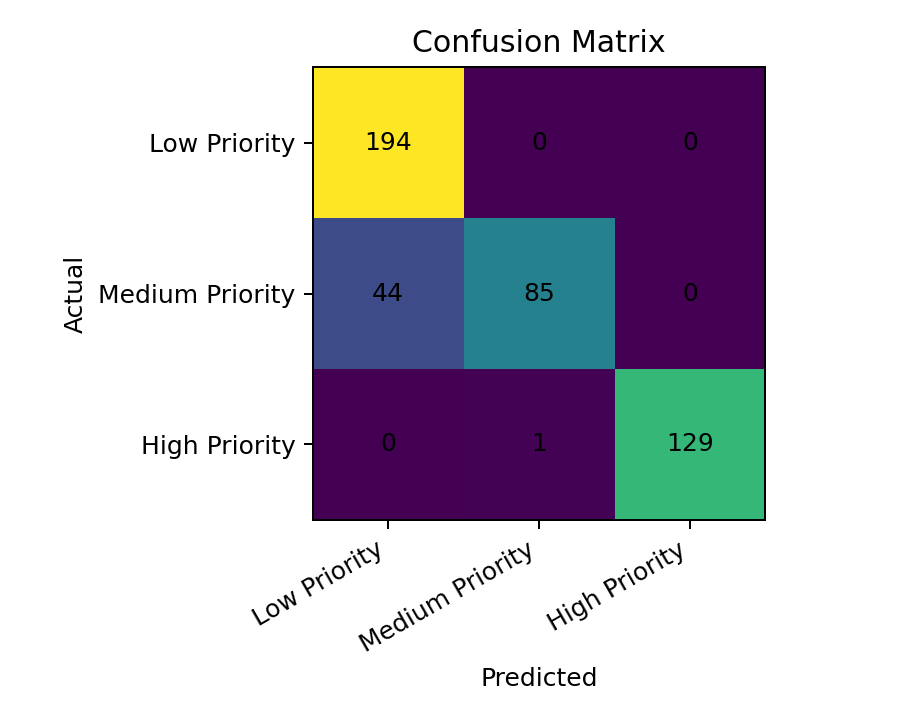 Confusion Matrix
Low Priority 194 0 0
Medium Priority 44 85 0
High Priority 0 1 129
Actual
Low Priority Medium Priority High Priority
Predicted